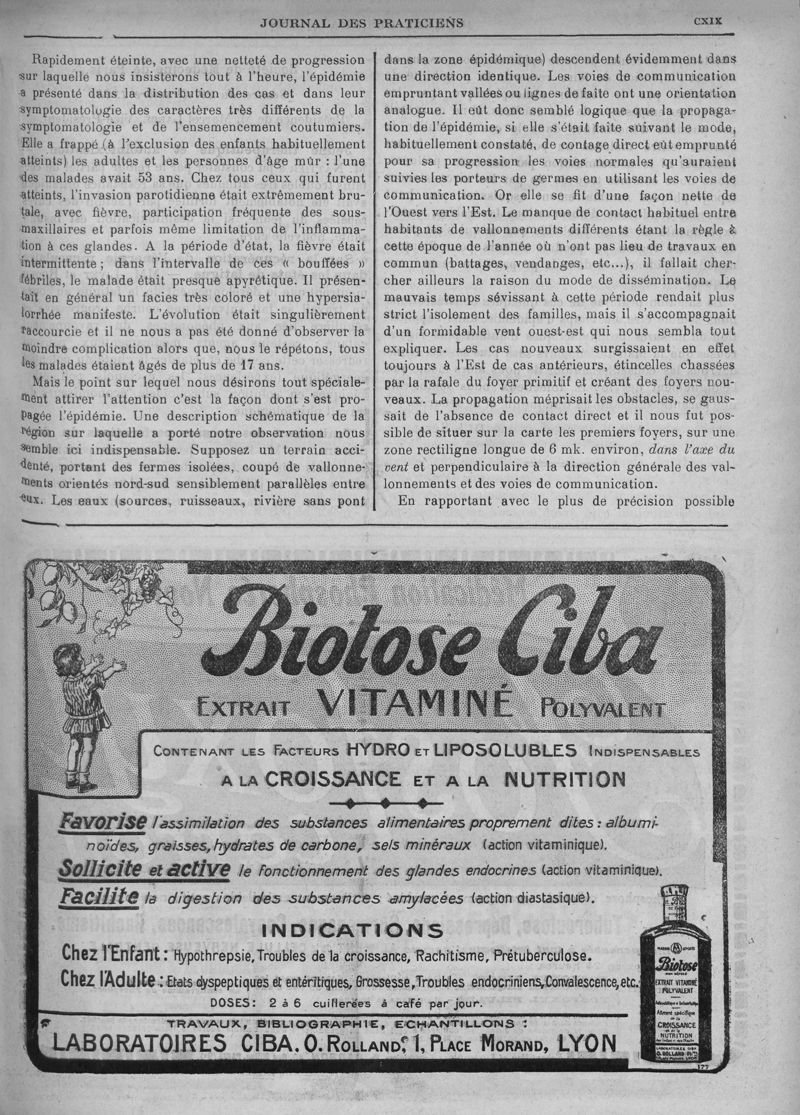 JOURNAL DES PRATICIENS
CXIX
Rapidement éteinte, avec une netteté de progression
sur laquelle nous insisterons tout à l'heure, l'épidémie
a présenté dans la distribution des cas et dans leur
symptomatologie des caractères très différents de la
symptomatologie et de l'ensemencement coutumiers.
Elle a frappé (à l'exclusion des enfants habituellement
atteints) les adultes et les personnes d'âge mûr : l'une
des malades avait 53 ans. Chez tous ceux qui furent
atteints, l'invasion parotidienne était extrêmement bru-
tale, avec fièvre, participation fréquente des sous-
maxillaires et parfois même limitation de l'inflamma-
tion à ces glandes. A la période d'état, la fièvre était
intermittente ; dans l'intervalle de ces « bouffées »
fébriles, le malade était presque apyrétique. Il présen-
tait en général un facies très coloré et une hypersia-
lorrhée manifeste. L'évolution était singulièrement
raccourcie et il ne nous a pas été donné d'observer la
moindre complication alors que, nous le répétons, tous
les malades étaient âgés de plus de 17 ans.
Mais le point sur lequel nous désirons tout spéciale-
ment attirer l'attention c'est la façon dont s'est pro-
pagée l'épidémie. Une description schématique de la
région sur laquelle a porté notre observation nous
semble ici indispensable. Supposez un terrain acci-
denté, portant des fermes isolées, coupé de vallonne-
ments orientés nord-sud sensiblement parallèles entre
eux. Les eaux (sources, ruisseaux, rivière sans pont
dans la zone épidémique) descendent évidemment dans
une direction identique. Les voies de communication
empruntant vallées ou lignes de faîte ont une orientation
analogue. Il eût donc semblé logique que la propaga-
tion de l'épidémie, si elle s'était faite suivant le mode,
habituellement constaté, de contage direct eût emprunté
pour sa progression les voies normales qu'auraient
suivies les porteurs de germes en utilisant les voies de
communication. Or elle se fit d'une façon nette de
l'Ouest vers l'Est. Le manque de contact habituel entre
habitants de vallonnements différents étant la règle à
cette époque de l'année où n'ont pas lieu de travaux en
commun (battages, vendanges, etc...), il fallait cher-
cher ailleurs la raison du mode de dissémination. Le
mauvais temps sévissant à cette période rendait plus
strict l'isolement des familles, mais il s'accompagnait
d'un formidable vent ouest-est qui nous sembla tout
expliquer. Les cas nouveaux surgissaient en effet
toujours à l'Est de cas antérieurs, étincelles chassées
par la rafale du foyer primitif et créant des foyers nou-
veaux. La propagation méprisait les obstacles, se gaus-
sait de l'absence de contact direct et il nous fut pos-
sible de situer sur la carte les premiers foyers, sur une
zone rectiligne longue de 6 mk. environ, dans l'axe du
vent et perpendiculaire à la direction générale des val-
lonnements et des voies de communication.
En rapportant avec le plus de précision possible
Biotose Ciba
EXTRAIT VITAMINÉ POLYVALENT
CONTENANT LES FACTEURS HYDRO ET LIPOSOLUBLES INDISPENSABLES
A LA CROISSANCE ET A LA NUTRITION
Favorise l'assimilation des substances alimentaires proprement dites : albumi-
noïdes, graisses, hydrates de carbone, sels minéraux (action vitaminique).
Sollicite et active le fonctionnement des glandes endocrines (action vitaminique).
Facilite la digestion des substances amylacées (action diastasique).
INDICATIONS
Chez l'Enfant : Hypothrepsie, Troubles de la croissance, Rachitisme, Prétuberculose.
Chez l'Adulte : Etats dyspeptiques et entéritiques, Grossesse, Troubles endocriniens, Convalescence, etc.
DOSES : 2 à 6 cuillerées à café par jour.
TRAVAUX, BIBLIOGRAPHIE, ECHANTILLONS :
LABORATOIRES CIBA. O. ROLLAND, 1, PLACE MORAND, LYON
Biotose
EXTRAIT VITAMINÉ
POLYVALENT
Aliment spécifique
de la
CROISSANCE
et de la
NUTRITION
LABORATOIRES CIBA
O. ROLLAND
177